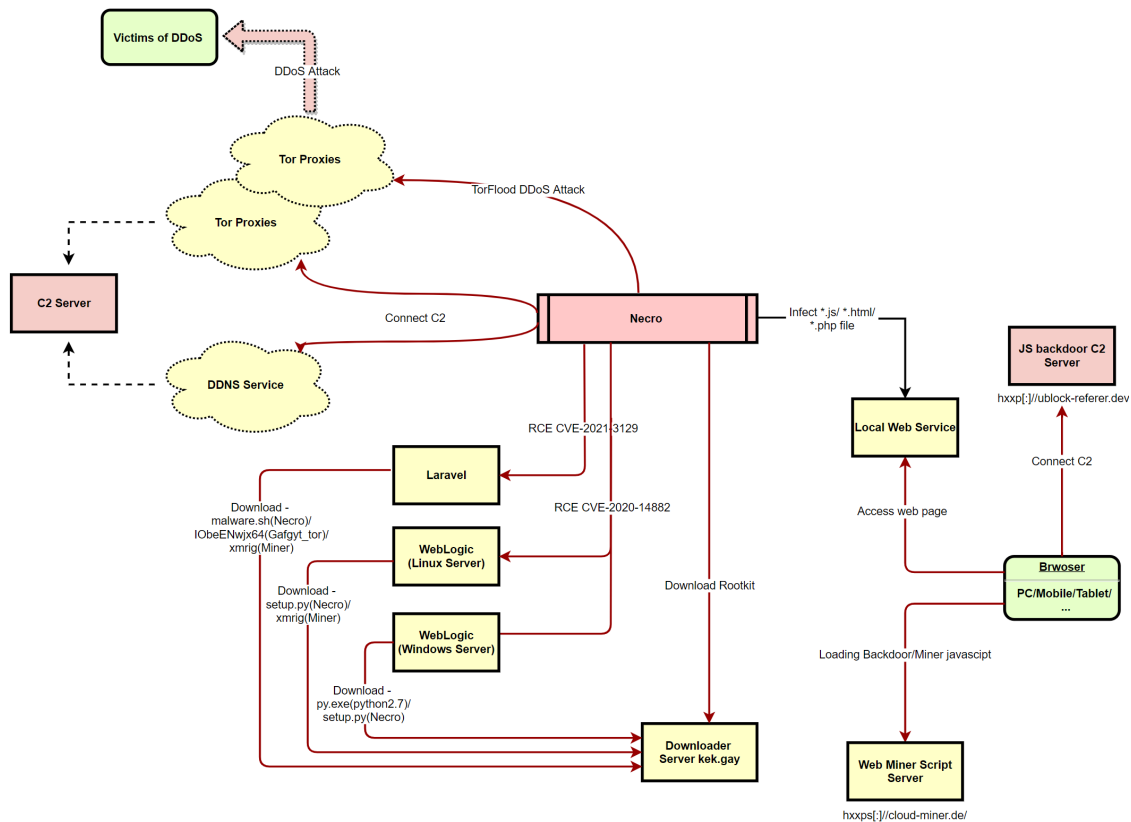 Victims of DDoS
DDoS Attack
Tor Proxies
TorFlood DDoS Attack
Tor Proxies
C2 Server
Connect C2
Necro
Infect *.js/ *.html/
*.php file
JS backdoor C2
Server
hxxp[:]//ublock-referer.dev
DDNS Service
Local Web Service
RCE CVE-2021-3129
Laravel
Connect C2
Download -
malware.sh(Necro)/
IObeENwjx64(Gafgyt_tor)/
xmrig(Miner)
RCE CVE-2020-14882
Access web page
WebLogic
(Linux Server)
Download -
setup.py(Necro)/
xmrig(Miner)
Download Rootkit
Brwoser
PC/Mobile/Tablet/
...
WebLogic
(Windows Server)
Loading Backdoor/Miner javascipt
Download -
py.exe(python2.7)/
setup.py(Necro)
Downloader
Server kek.gay
Web Miner Script
Server
hxxps[:]//cloud-miner.de/